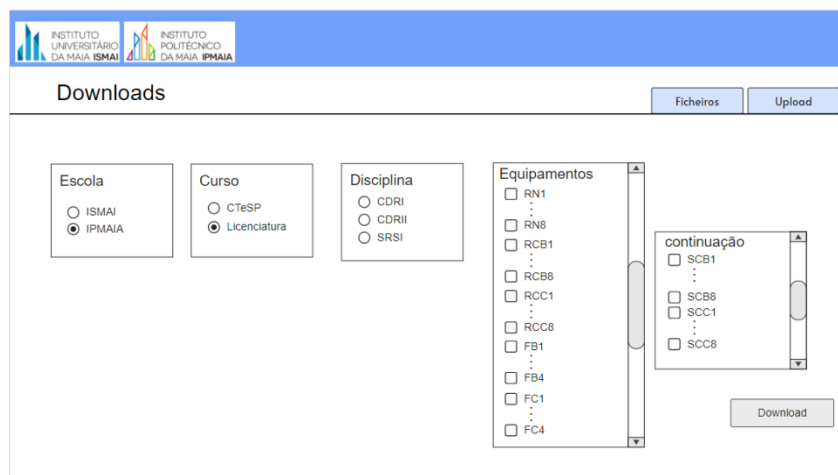 INSTITUTO
UNIVERSITÁRIO
DA MAIA ISMAI
INSTITUTO
POLITÉCNICO
DA MAIA IPMAIA
Downloads
Ficheiros
Upload
Escola
ISMAI
IPMAIA
Curso
CTeSP
Licenciatura
Disciplina
CDRI
CDRII
SRSI
Equipamentos
RN1
RN8
RCB1
RCB8
RCC1
RCC8
FB1
FB4
FC1
FC4
continuação
SCB1
SCB8
SCC1
SCC8
Download